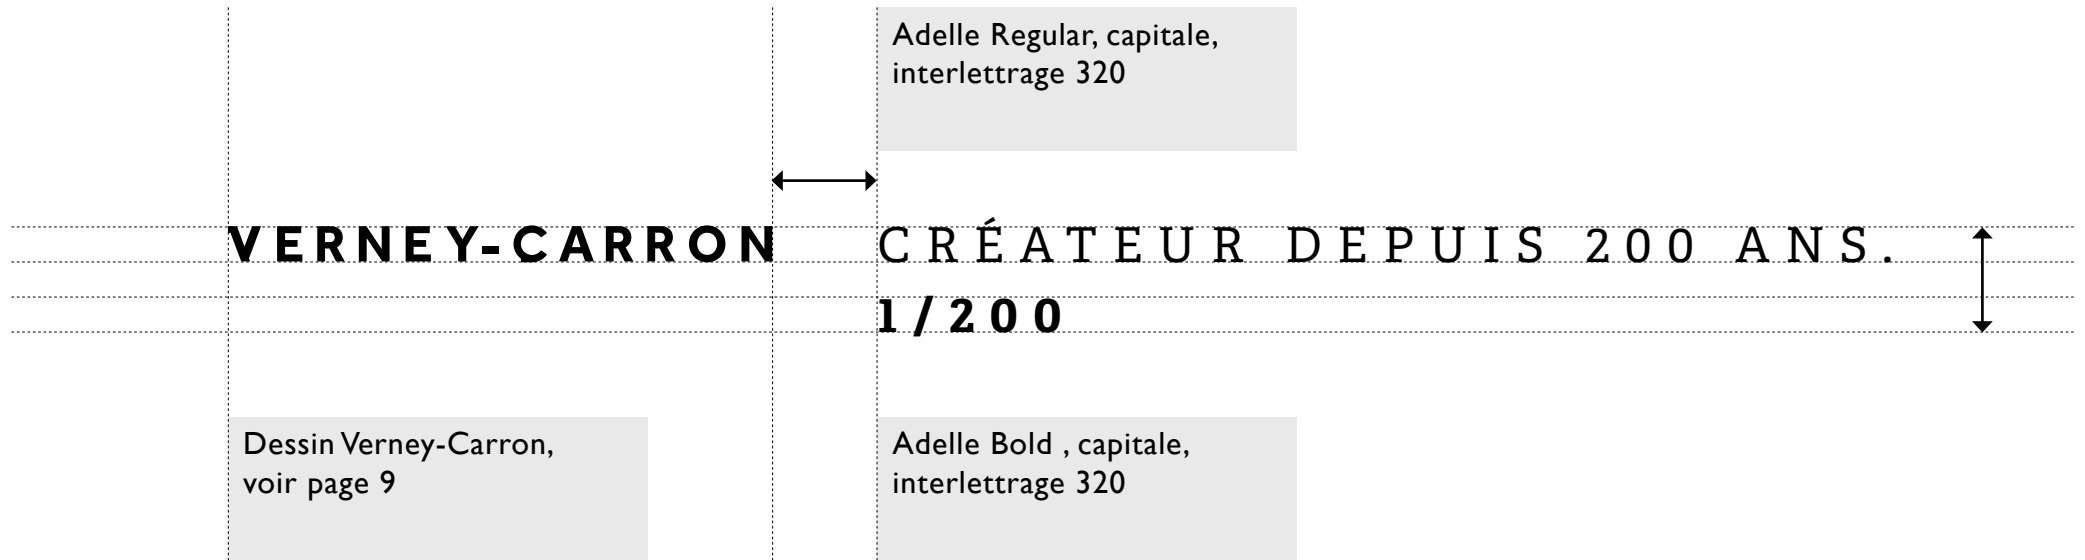 Adelle Regular, capitale,
interlettrage 320
VERNEY-CARRON CRÉATEUR DEPUIS 200 ANS.
1/200
Dessin Verney-Carron,
voir page 9
Adelle Bold , capitale,
interlettrage 320